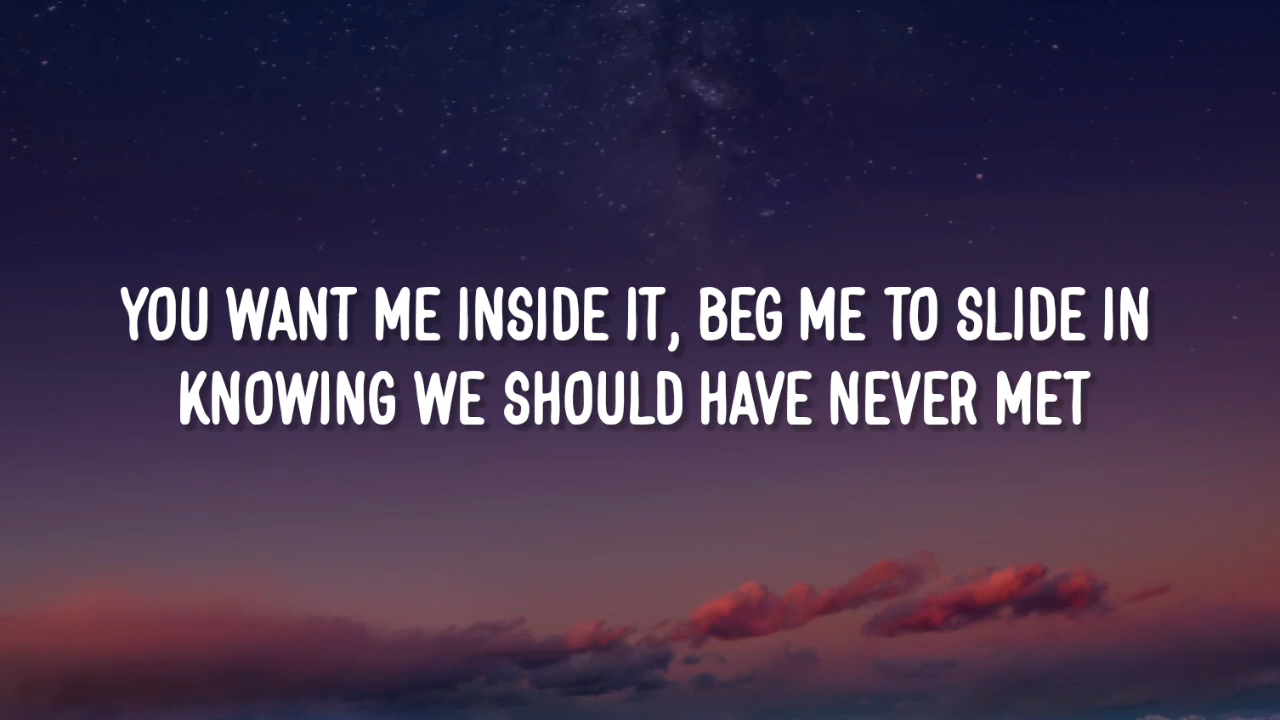 YOU WANT ME INSIDE IT, BEG ME TO SLIDE IN
KNOWING WE SHOULD HAVE NEVER MET